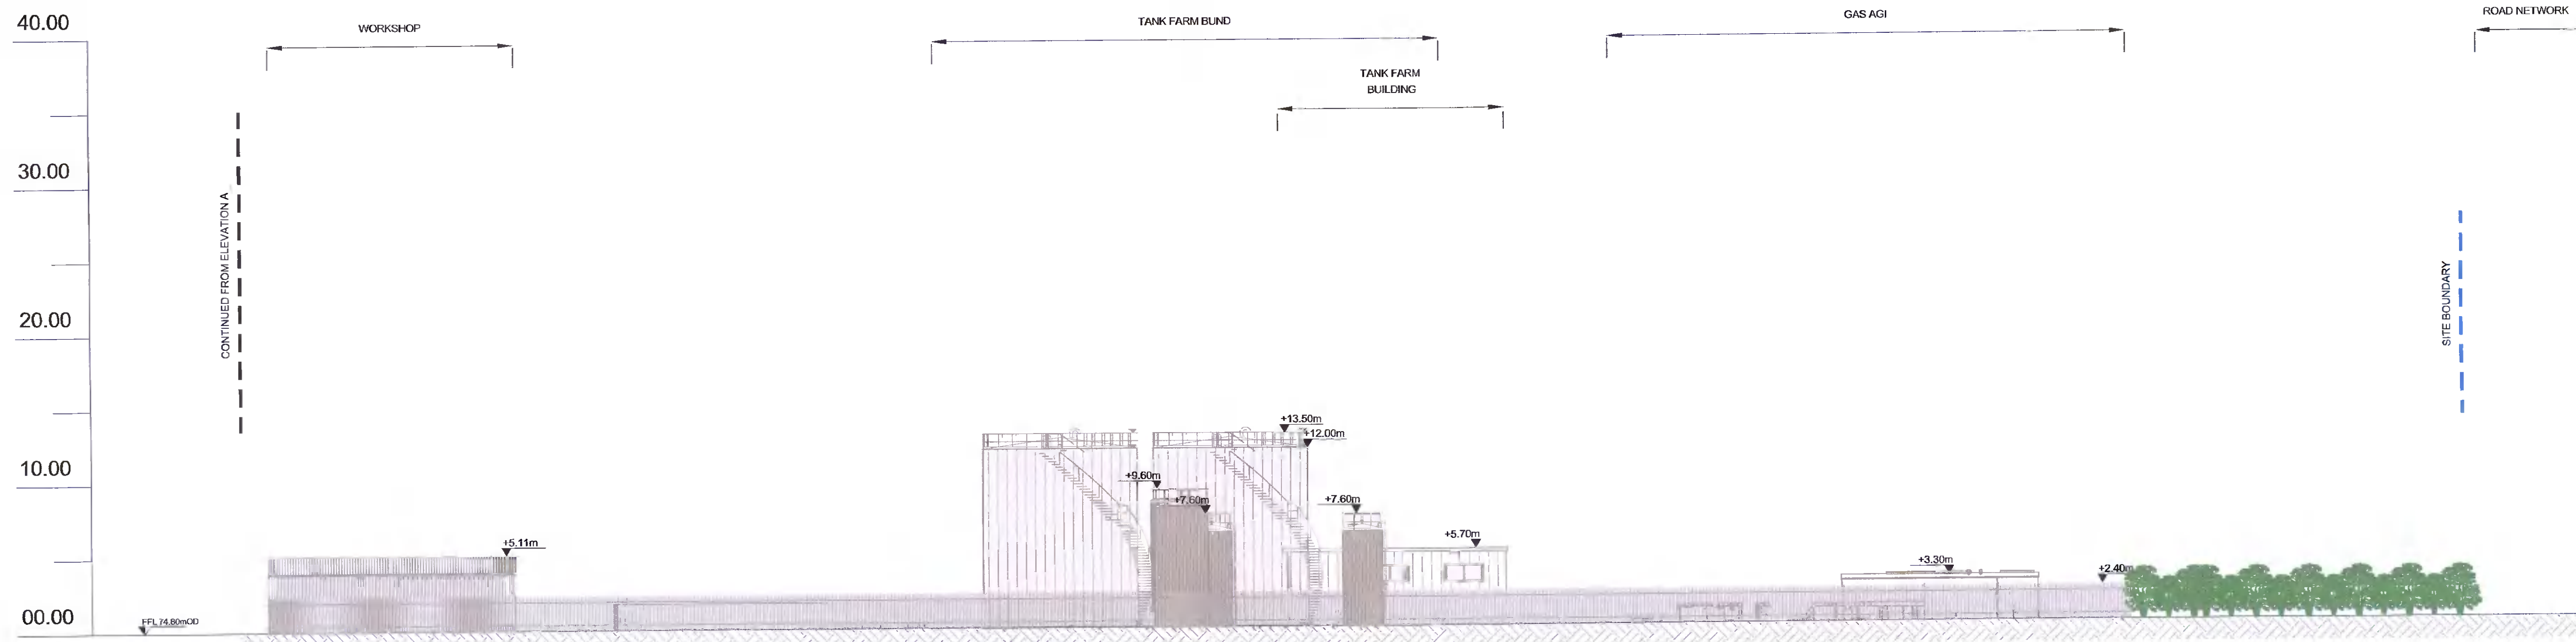 40.00
WORKSHOP
TANK FARM BUND
GAS AGI
ROAD NETWORK
TANK FARM
BUILDING
30.00
CONTINUED FROM ELEVATION A
SITE BOUNDARY
20.00
+13.50m
+12.00m
10.00
+9.60m
+7.60m
+7.60m
+5.11m
+5.70m
+3.30m
+2.40m
00.00
FFL 74.80mOD